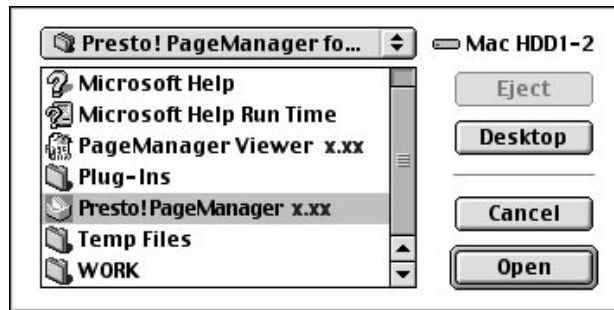 Presto! PageManager fo...
Mac HDD1-2
Microsoft Help
Microsoft Help Run Time
PageManager Viewer x.xx
Plug-Ins
Presto! PageManager x.xx
Temp Files
WORK
Eject
Desktop
Cancel
Open